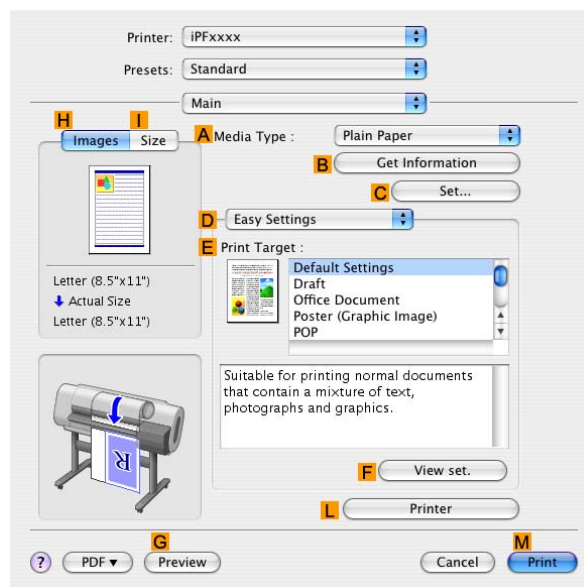 Printer: iPFxxxx
Presets: Standard
Main
H I
Images Size
A Media Type : Plain Paper
B Get Information
C Set...
D Easy Settings
E Print Target :
Default Settings
Draft
Office Document
Poster (Graphic Image)
POP
Letter (8.5"x11")
Actual Size
Letter (8.5"x11")
Suitable for printing normal documents
that contain a mixture of text,
photographs and graphics.
R
F View set.
L Printer
G M
? PDF▼ Preview Cancel Print